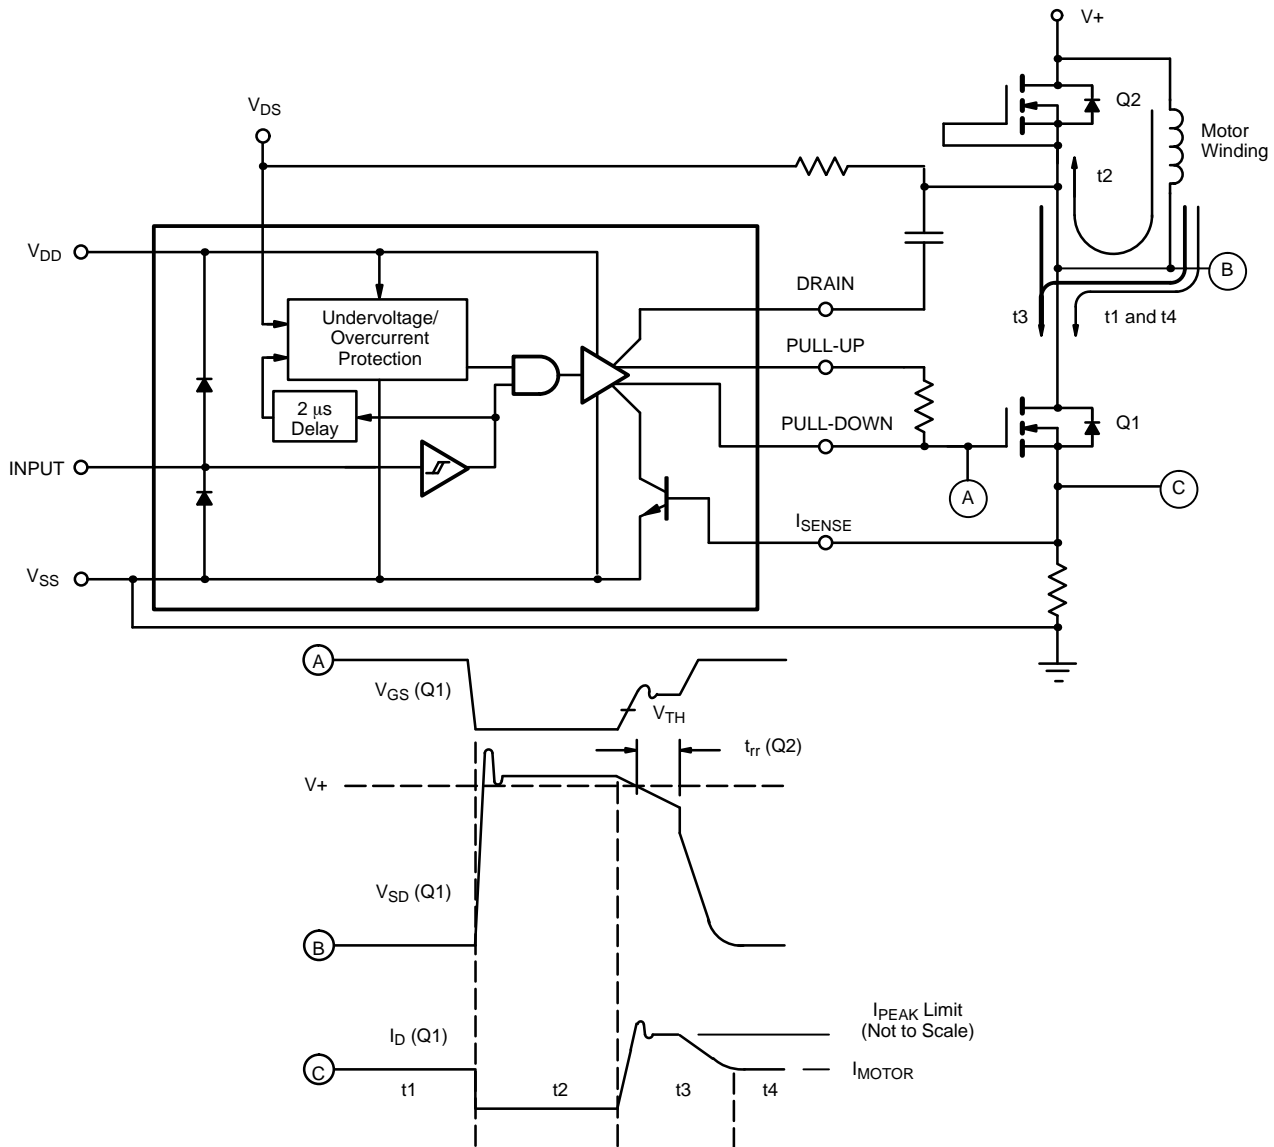 V+
Q2
Motor
Winding
t2
VDS
VDD
B
DRAIN
t3
t1 and t4
Undervoltage/
Overcurrent
Protection
PULL-UP
2 μs
Delay
PULL-DOWN
Q1
INPUT
A
C
ISENSE
VSS
A
VGS (Q1)
VTH
trr (Q2)
V+
VSD (Q1)
B
IPEAK Limit
(Not to Scale)
ID (Q1)
C
IMOTOR
t1
t2
t3
t4